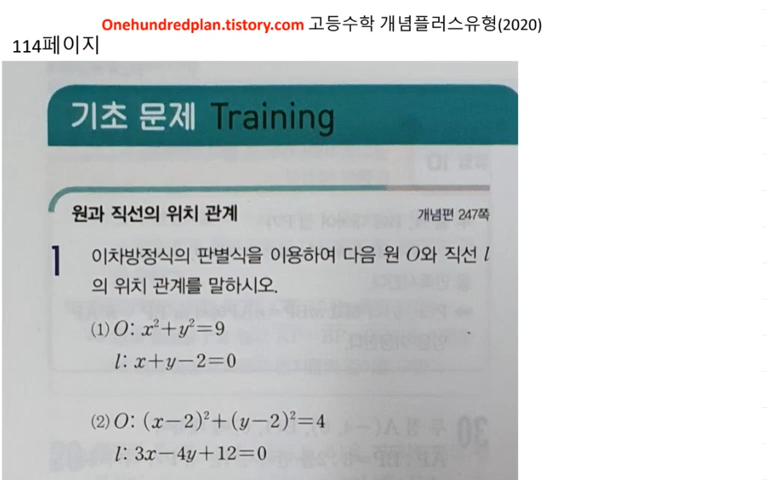 Onehundredplan.tistory.com 고등수학 개념플러스유형(2020)
114페이지
기초 문제 Training
원과 직선의 위치 관계 개념편 247쪽
1 이차방정식의 판별식을 이용하여 다음 원 O와 직선 l
의 위치 관계를 말하시오.
(1) O: x²+y²=9
l: x+y-2=0
(2) O: (x-2)²+(y-2)²=4
l: 3x-4y+12=0